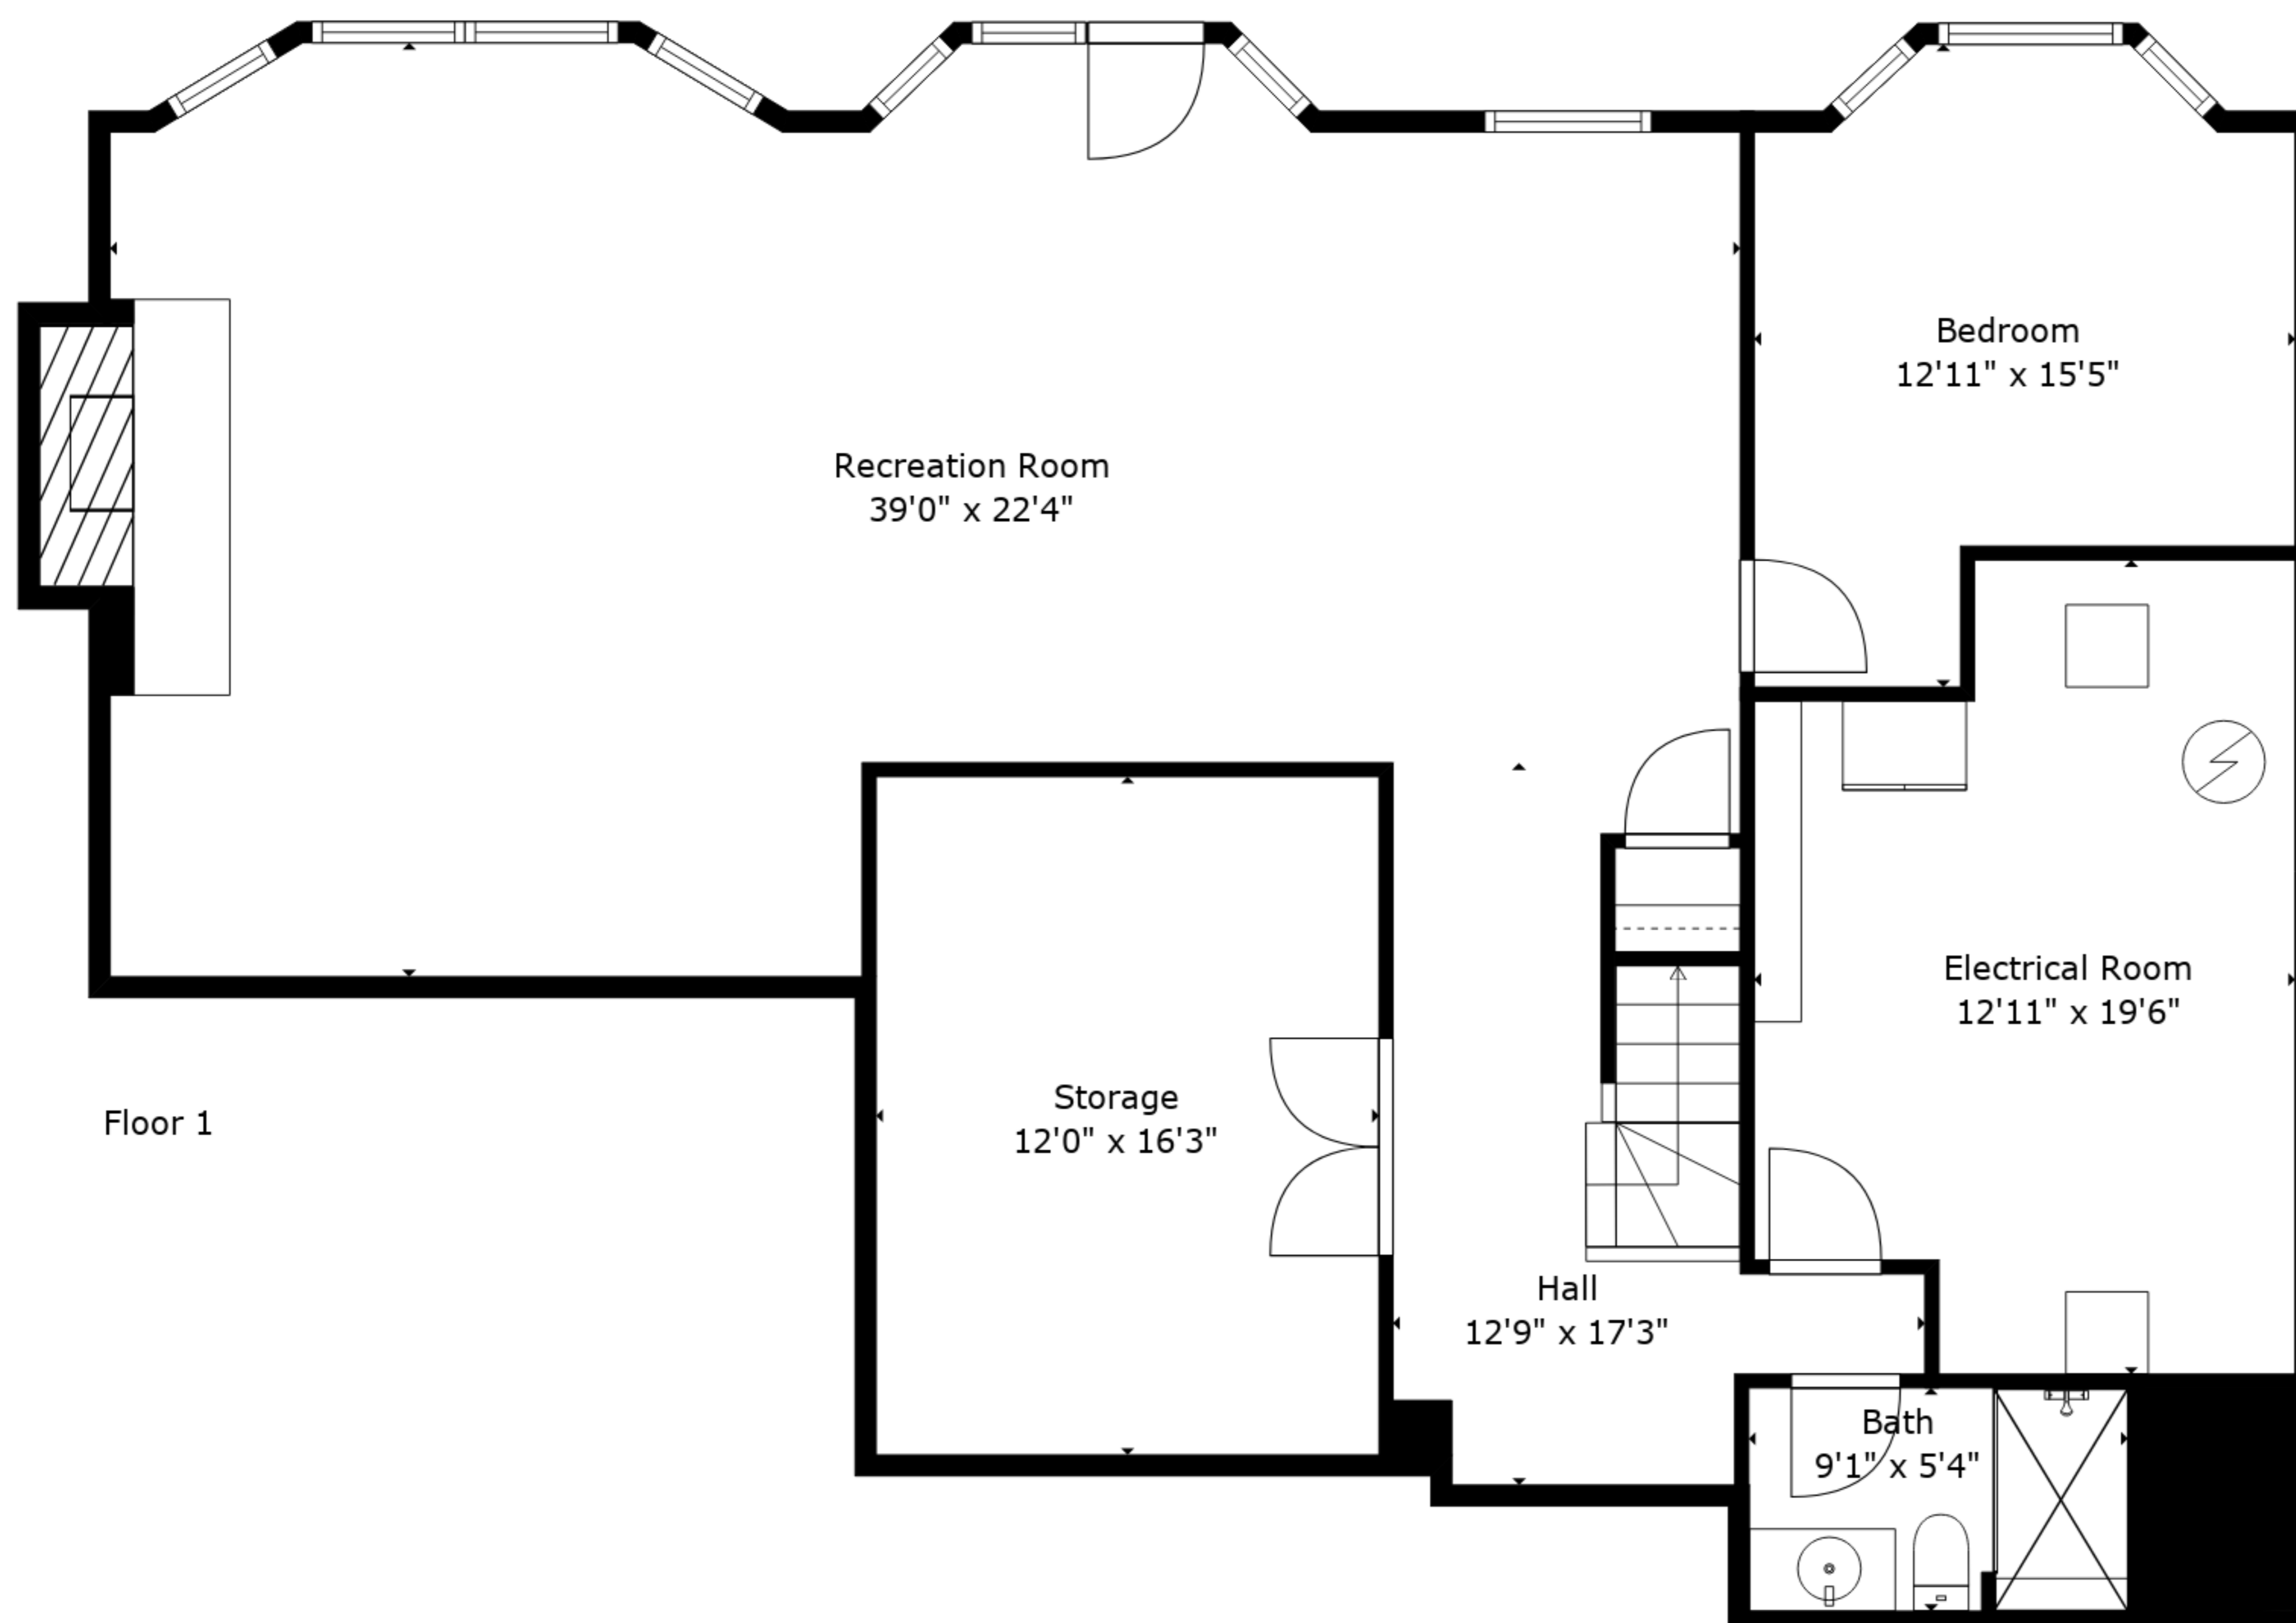 Bedroom
12'11" x 15'5"
Recreation Room
39'0" x 22'4"
Electrical Room
12'11" x 19'6"
Storage
12'0" x 16'3"
Floor 1
Hall
12'9" x 17'3"
Bath
9'1" x 5'4"